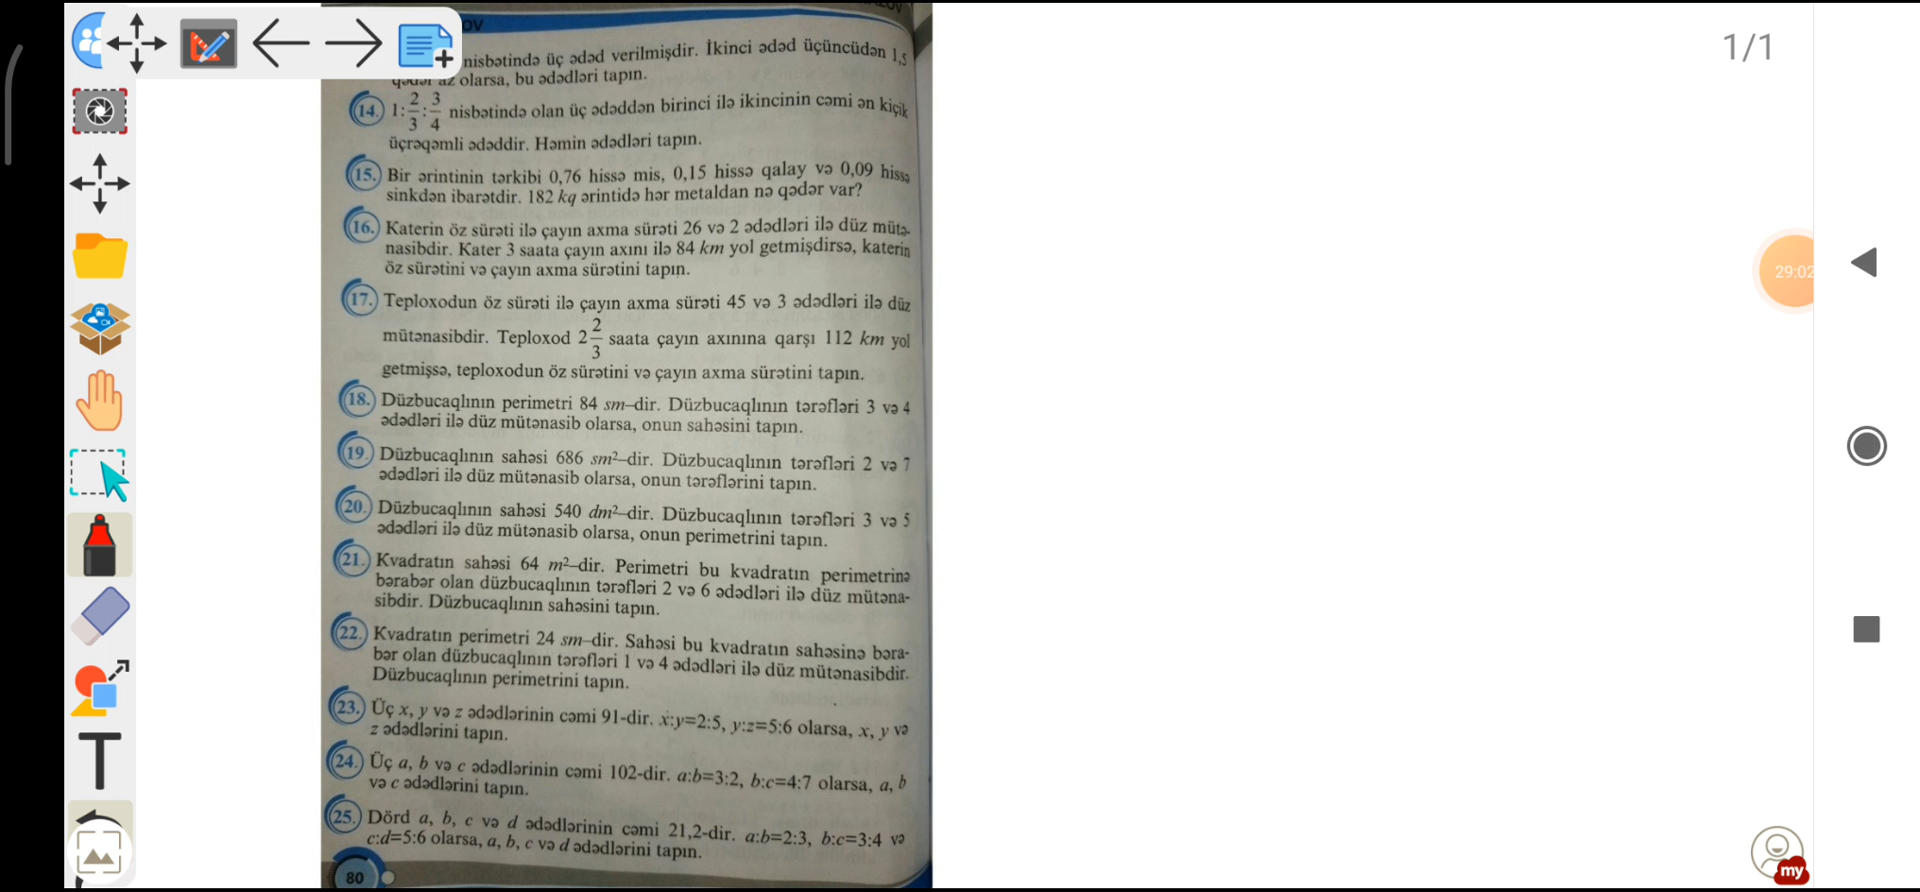 OV
1/1
nisbətində üç ədəd verilmişdir. İkinci ədəd üçüncüdən 1,5
qədər az olarsa, bu ədədləri tapın.
14. 1:2/3:3/4 nisbətində olan üç ədəddən birinci ilə ikincinin cəmi ən kiçik
üçrəqəmli ədəddir. Həmin ədədləri tapın.
15. Bir ərintinin tərkibi 0,76 hissə mis, 0,15 hissə qalay və 0,09 hissə
sinkdən ibarətdir. 182 kq ərintidə hər metaldan nə qədər var?
16. Katerin öz sürəti ilə çayın axma sürəti 26 və 2 ədədləri ilə düz mütə-
nasibdir. Kater 3 saata çayın axını ilə 84 km yol getmişdirsə, katerin
öz sürətini və çayın axma sürətini tapın.
17. Teploxodun öz sürəti ilə çayın axma sürəti 45 və 3 ədədləri ilə düz
mütənasibdir. Teploxod 2 2/3 saata çayın axınına qarşı 112 km yol
getmişsə, teploxodun öz sürətini və çayın axma sürətini tapın.
29:02
18. Düzbucaqlının perimetri 84 sm–dir. Düzbucaqlının tərəfləri 3 və 4
ədədləri ilə düz mütənasib olarsa, onun sahəsini tapın.
19. Düzbucaqlının sahəsi 686 sm²–dir. Düzbucaqlının tərəfləri 2 və 7
ədədləri ilə düz mütənasib olarsa, onun tərəflərini tapın.
20. Düzbucaqlının sahəsi 540 dm²–dir. Düzbucaqlının tərəfləri 3 və 5
ədədləri ilə düz mütənasib olarsa, onun perimetrini tapın.
21. Kvadratın sahəsi 64 m²–dir. Perimetri bu kvadratın perimetrinə
bərabər olan düzbucaqlının tərəfləri 2 və 6 ədədləri ilə düz mütəna-
sibdir. Düzbucaqlının sahəsini tapın.
22. Kvadratın perimetri 24 sm–dir. Sahəsi bu kvadratın sahəsinə bəra-
bər olan düzbucaqlının tərəfləri 1 və 4 ədədləri ilə düz mütənasibdir.
Düzbucaqlının perimetrini tapın.
23. Üç x, y və z ədədlərinin cəmi 91-dir. x:y=2:5, y:z=5:6 olarsa, x, y və
z ədədlərini tapın.
24. Üç a, b və c ədədlərinin cəmi 102-dir. a:b=3:2, b:c=4:7 olarsa, a, b
və c ədədlərini tapın.
25. Dörd a, b, c və d ədədlərinin cəmi 21,2-dir. a:b=2:3, b:c=3:4 və
c:d=5:6 olarsa, a, b, c və d ədədlərini tapın.
80
T
my